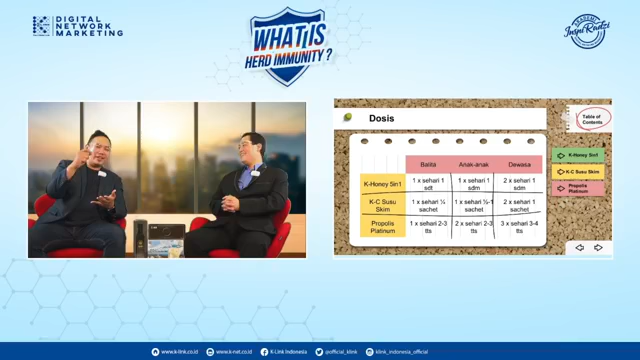 DIGITAL
NETWORK
MARKETING
WHAT IS
HERD IMMUNITY ?
AKADEMI
InspiRadzi
Dosis
Table of
Contents
Balita
Anak-anak
Dewasa
K-Honey 5in1
1 x sehari 1
sdt
1 x sehari 1
sdm
2 x sehari 1
sdm
K-C Susu
Skim
1 x sehari ½
sachet
1 x sehari ½-1
sachet
2 x sehari 1
sachet
Propolis
Platinum
1 x sehari 2-3
tts
2 x sehari 2-3
tts
3 x sehari 3-4
tts
K-Honey 5in1
K-C Susu Skim
Propolis
Platinum
www.k-link.co.id
www.k-net.co.id
K-Link Indonesia
@official_klink
klink_indonesia_official